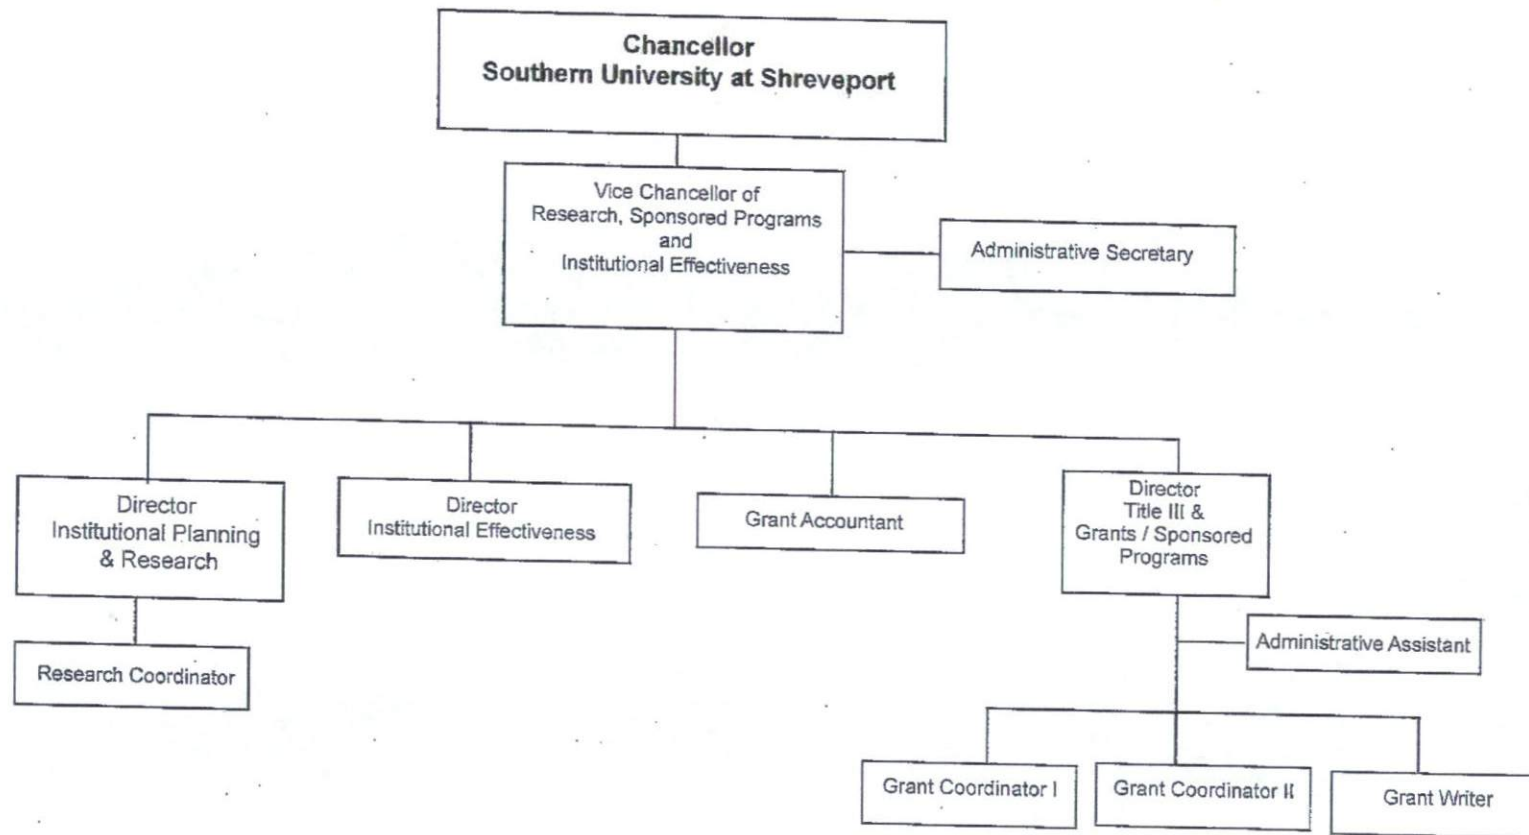 Chancellor
Southern University at Shreveport
Vice Chancellor of
Research, Sponsored Programs
and
Institutional Effectiveness
Administrative Secretary
Director
Institutional Planning
& Research
Director
Institutional Effectiveness
Grant Accountant
Director
Title III &
Grants / Sponsored
Programs
Research Coordinator
Administrative Assistant
Grant Coordinator I
Grant Coordinator II
Grant Writer